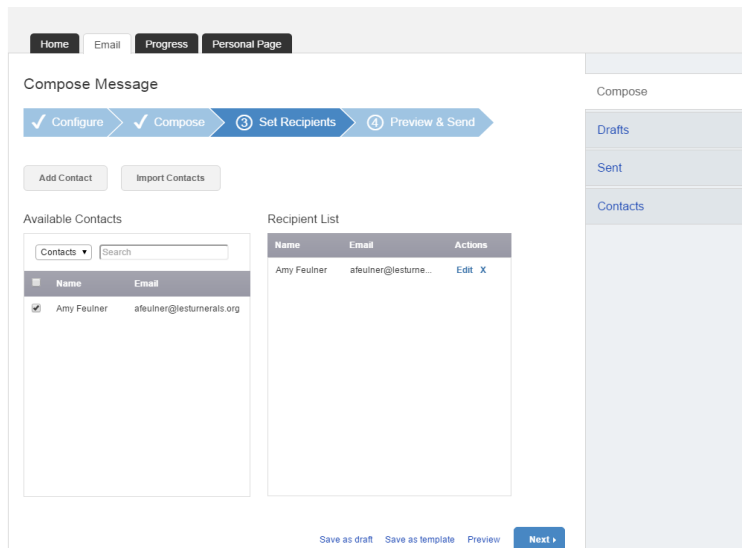 Home Email Progress Personal Page
Compose Message
Configure Compose 3 Set Recipients 4 Preview & Send
Add Contact Import Contacts
Available Contacts
Contacts ▾ Search
Name Email
Amy Feulner afeulner@lesturnerals.org
Recipient List
Name Email Actions
Amy Feulner afeulner@lesturne... Edit X
Save as draft Save as template Preview Next
Compose
Drafts
Sent
Contacts